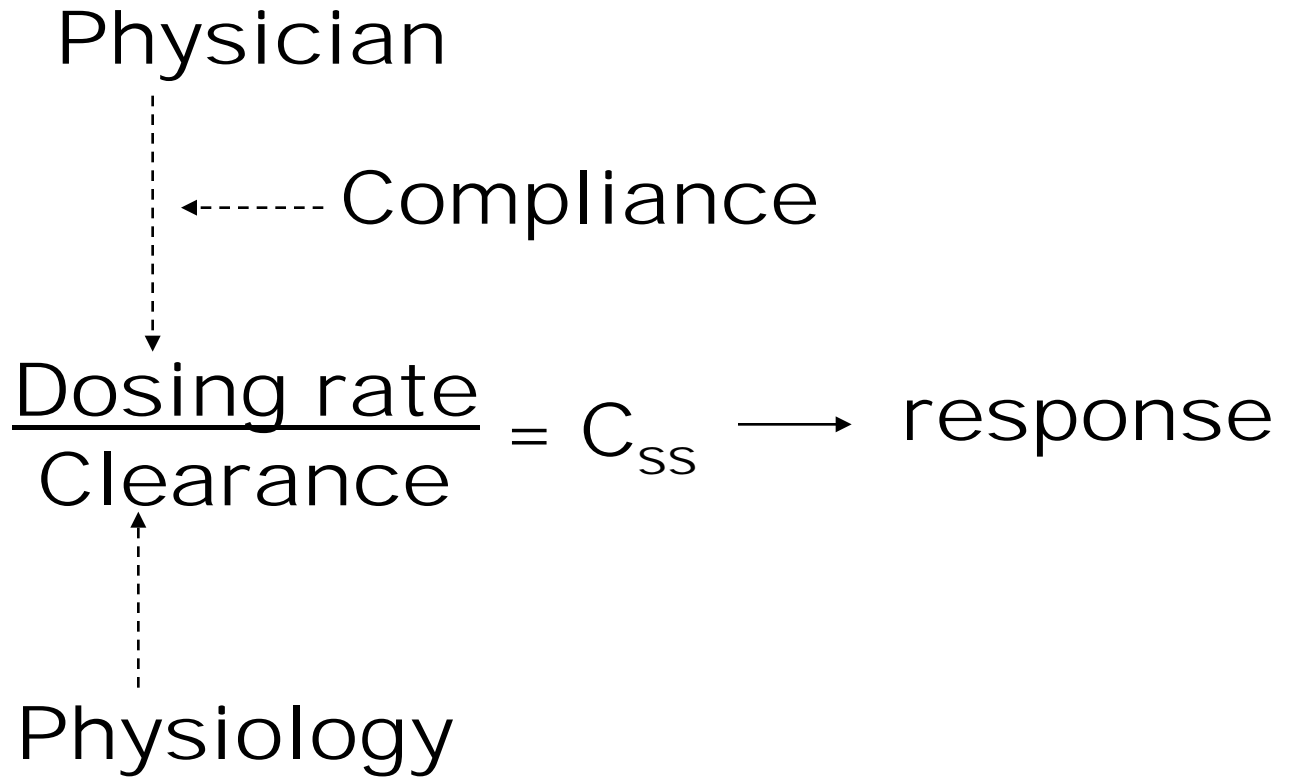 Physician
Compliance
Dosing rate
Clearance
= Css
response
Physiology